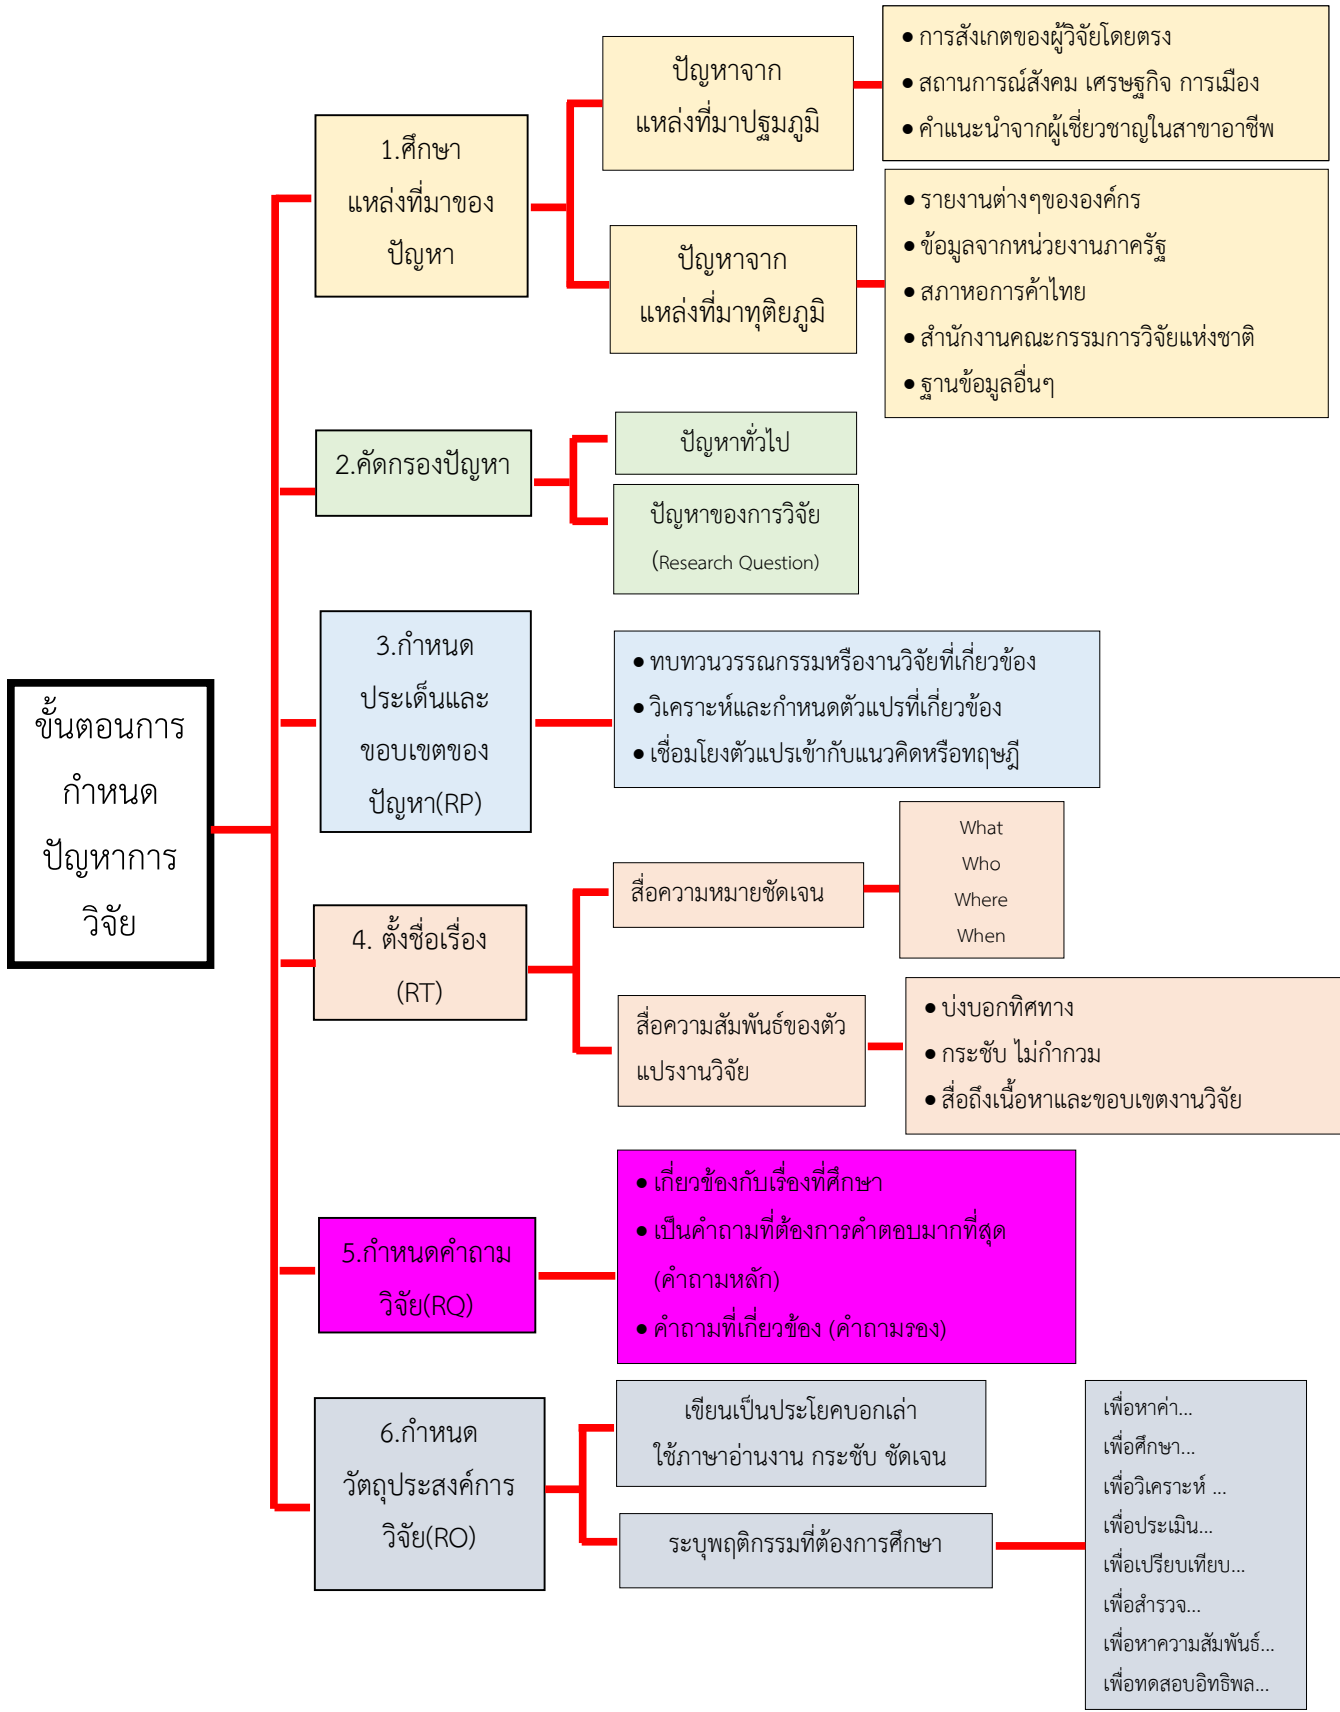 ขั้นตอนการ
กำหนด
ปัญหาการ
วิจัย
1.ศึกษา
แหล่งที่มาของ
ปัญหา
ปัญหาจาก
แหล่งที่มาปฐมภูมิ
• การสังเกตของผู้วิจัยโดยตรง
• สถานการณ์สังคม เศรษฐกิจ การเมือง
• คำแนะนำจากผู้เชี่ยวชาญในสาขาอาชีพ
ปัญหาจาก
แหล่งที่มาทุติยภูมิ
• รายงานต่างๆขององค์กร
• ข้อมูลจากหน่วยงานภาครัฐ
• สภาหอการค้าไทย
• สำนักงานคณะกรรมการวิจัยแห่งชาติ
• ฐานข้อมูลอื่นๆ
2.คัดกรองปัญหา
ปัญหาทั่วไป
ปัญหาของการวิจัย
(Research Question)
3.กำหนด
ประเด็นและ
ขอบเขตของ
ปัญหา(RP)
• ทบทวนวรรณกรรมหรืองานวิจัยที่เกี่ยวข้อง
• วิเคราะห์และกำหนดตัวแปรที่เกี่ยวข้อง
• เชื่อมโยงตัวแปรเข้ากับแนวคิดหรือทฤษฎี
4. ตั้งชื่อเรื่อง
(RT)
สื่อความหมายชัดเจน
What
Who
Where
When
สื่อความสัมพันธ์ของตัว
แปรงานวิจัย
• บ่งบอกทิศทาง
• กระชับ ไม่กำกวม
• สื่อถึงเนื้อหาและขอบเขตงานวิจัย
5.กำหนดคำถาม
วิจัย(RQ)
• เกี่ยวข้องกับเรื่องที่ศึกษา
• เป็นคำถามที่ต้องการคำตอบมากที่สุด
(คำถามหลัก)
• คำถามที่เกี่ยวข้อง (คำถามรอง)
6.กำหนด
วัตถุประสงค์การ
วิจัย(RO)
เขียนเป็นประโยคบอกเล่า
ใช้ภาษาอ่านงาน กระชับ ชัดเจน
ระบุพฤติกรรมที่ต้องการศึกษา
เพื่อหาค่า...
เพื่อศึกษา...
เพื่อวิเคราะห์ ...
เพื่อประเมิน...
เพื่อเปรียบเทียบ...
เพื่อสำรวจ...
เพื่อหาความสัมพันธ์...
เพื่อทดสอบอิทธิพล...